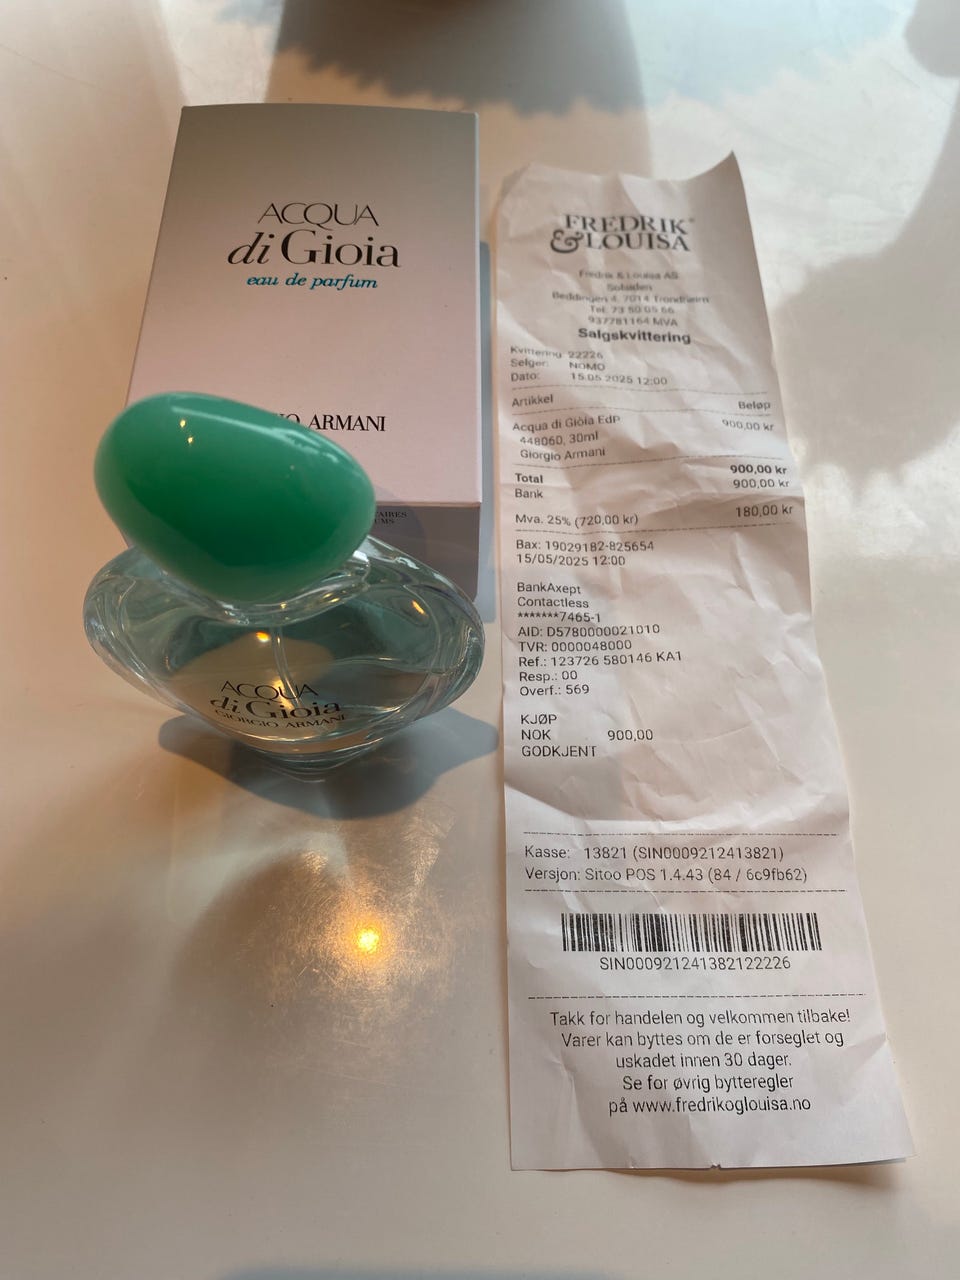 ACQUA
di Gioia
eau de parfum
ARMANI
ACQUA
di Gioia
GIORGIO ARMANI
FREDRIK
& LOUISA
Fredrik & Louisa AS
Solsiden
Beddingen 4, 7014 Trondheim
Tel: 73 50 05 66
937781164 MVA
Salgskvittering
Kvittering 22226
Selger: NOMO
Dato: 15.05.2025 12:00
Artikkel Beløp
Acqua di Gioia EdP 900,00 kr
448060, 30ml
Giorgio Armani
Total 900,00 kr
Bank 900,00 kr
Mva. 25% (720,00 kr) 180,00 kr
Bax: 19029182-825654
15/05/2025 12:00
BankAxept
Contactless
*******7465-1
AID: D5780000021010
TVR: 0000048000
Ref.: 123726 580146 KA1
Resp.: 00
Overf.: 569
KJØP
NOK 900,00
GODKJENT
Kasse: 13821 (SIN0009212413821)
Versjon: Sitoo POS 1.4.43 (84 / 6c9fb62)
SIN000921241382122226
Takk for handelen og velkommen tilbake!
Varer kan byttes om de er forseglet og
uskadet innen 30 dager.
Se for øvrig bytteregler
på www.fredrikoglouisa.no